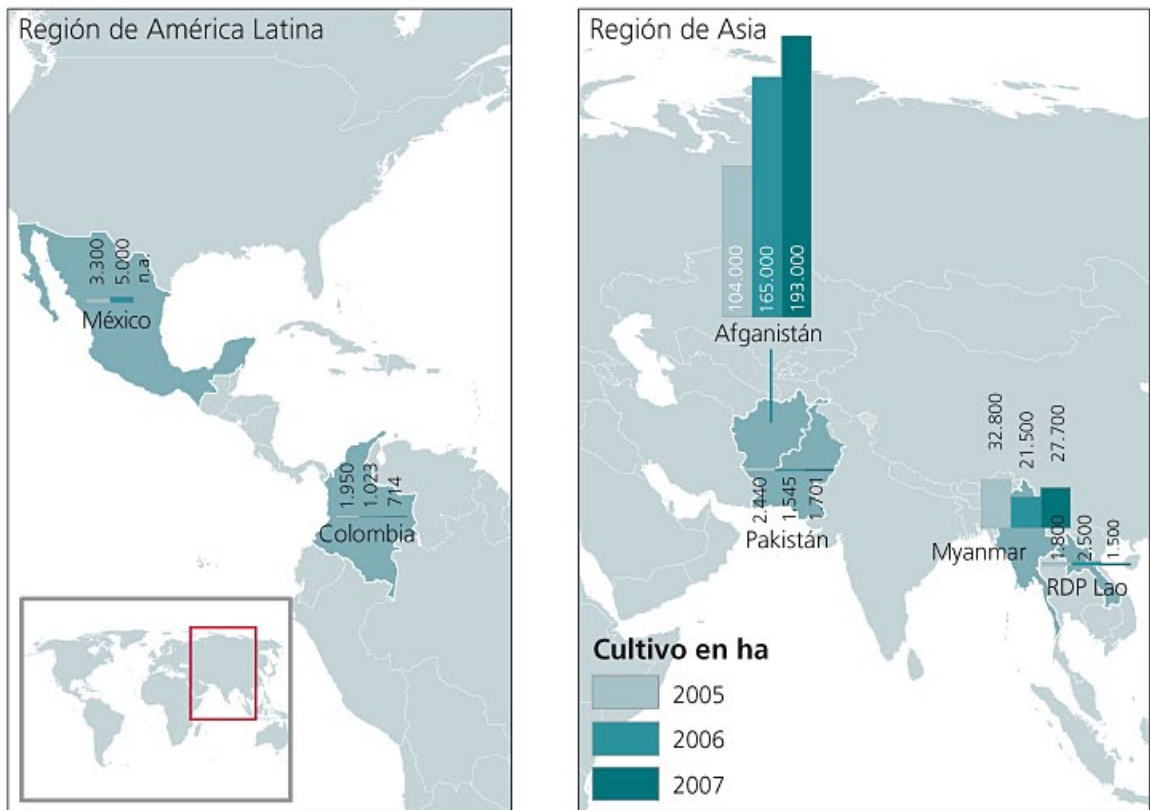 Región de América Latina
3.300
5.000
n.a.
México
1.950
1.023
714
Colombia
Región de Asia
104.000
165.000
193.000
Afganistán
2.440
1.545
1.701
Pakistán
32.800
21.500
27.700
Myanmar
1.800
2.500
1.500
RDP Lao
Cultivo en ha
2005
2006
2007